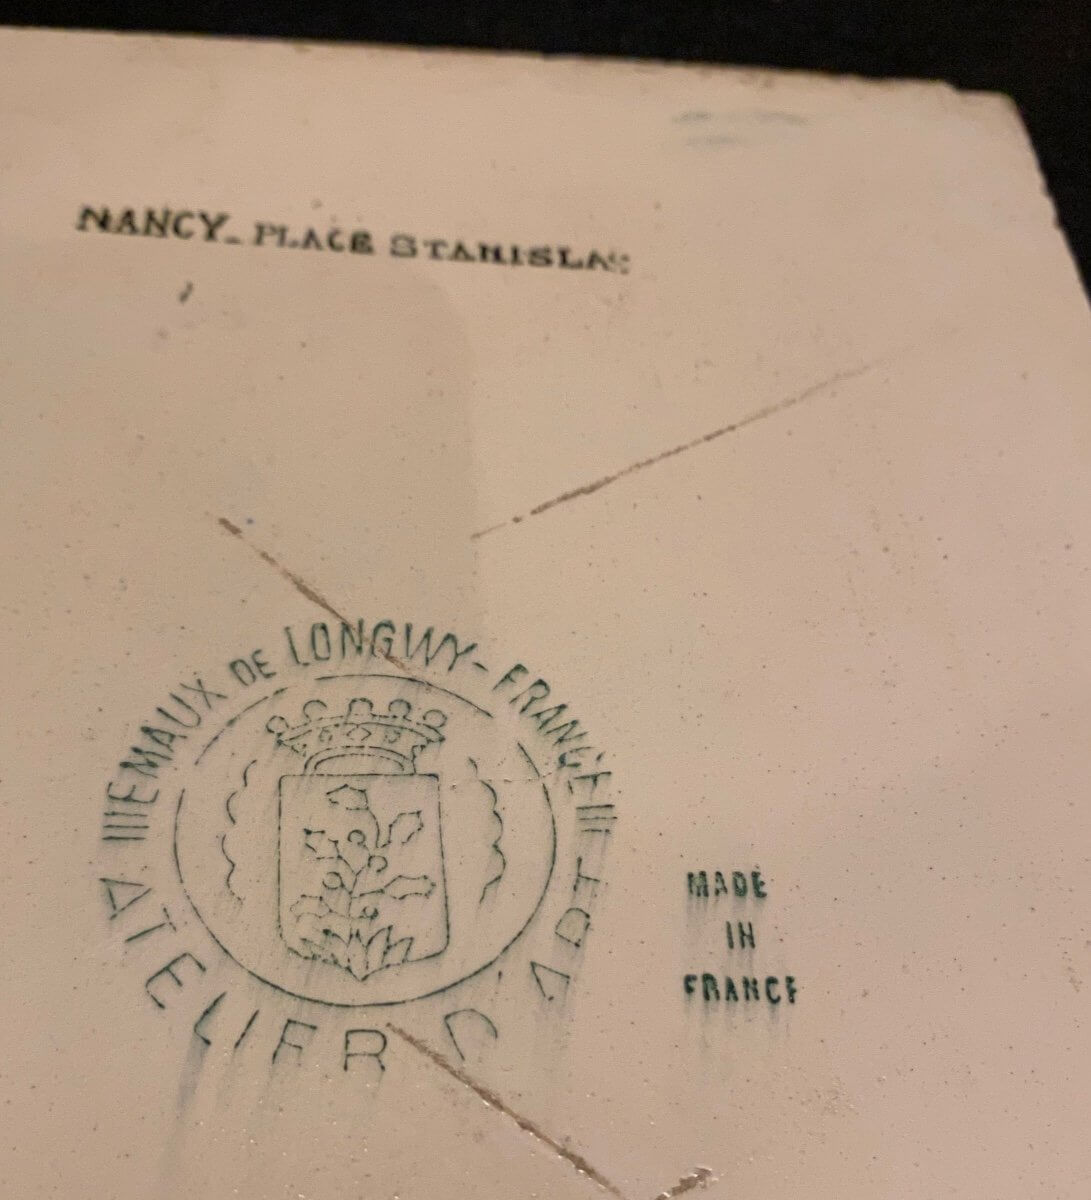 NANCY_ PLACE STANISLAS
EMAUX DE LONGWY-FRANCE
ATELIER D'ART
MADE
IN
FRANCE